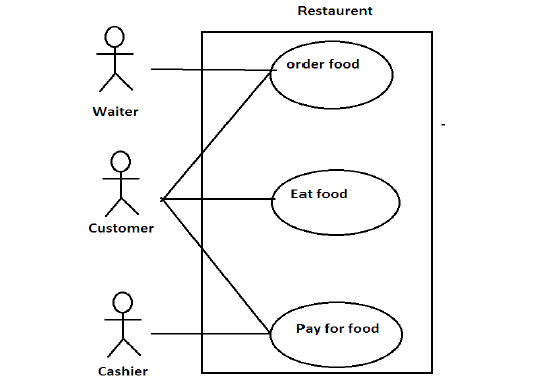 Restaurent
order food
Waiter
Eat food
Customer
Pay for food
Cashier